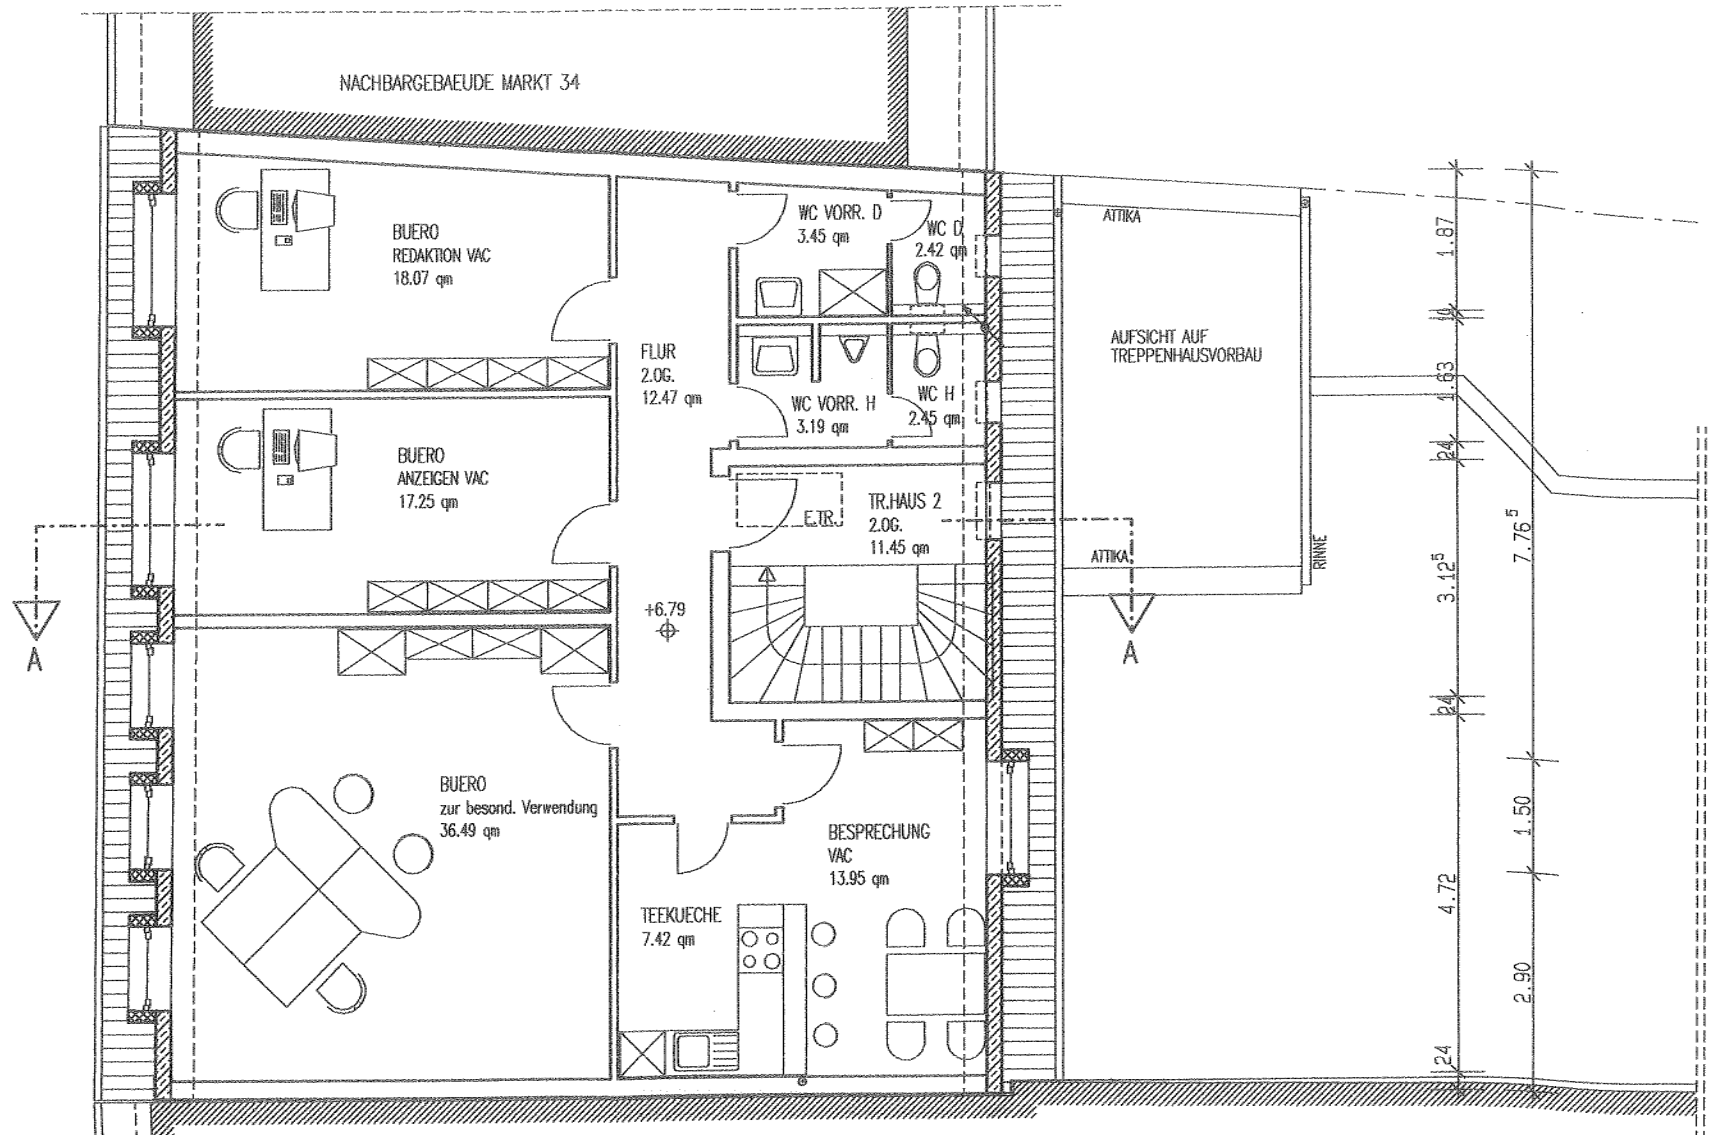 NACHBARGEBAEUDE MARKT 34
BUERO
REDAKTION VAC
18.07 qm
WC VORR. D
3.45 qm
WC D
2.42 qm
ATTIKA
AUFSICHT AUF
TREPPENHAUSVORBAU
FLUR
2.OG.
12.47 qm
WC VORR. H
3.19 qm
WC H
2.45 qm
BUERO
ANZEIGEN VAC
17.25 qm
E.TR.
TR.HAUS 2
2.OG.
11.45 qm
ATTIKA
RINNE
+6.79
A
A
BUERO
zur besond. Verwendung
36.49 qm
BESPRECHUNG
VAC
13.95 qm
TEEKUECHE
7.42 qm
1.87
1.63
24
3.12⁵
24
4.72
24
7.76⁵
1.50
2.90